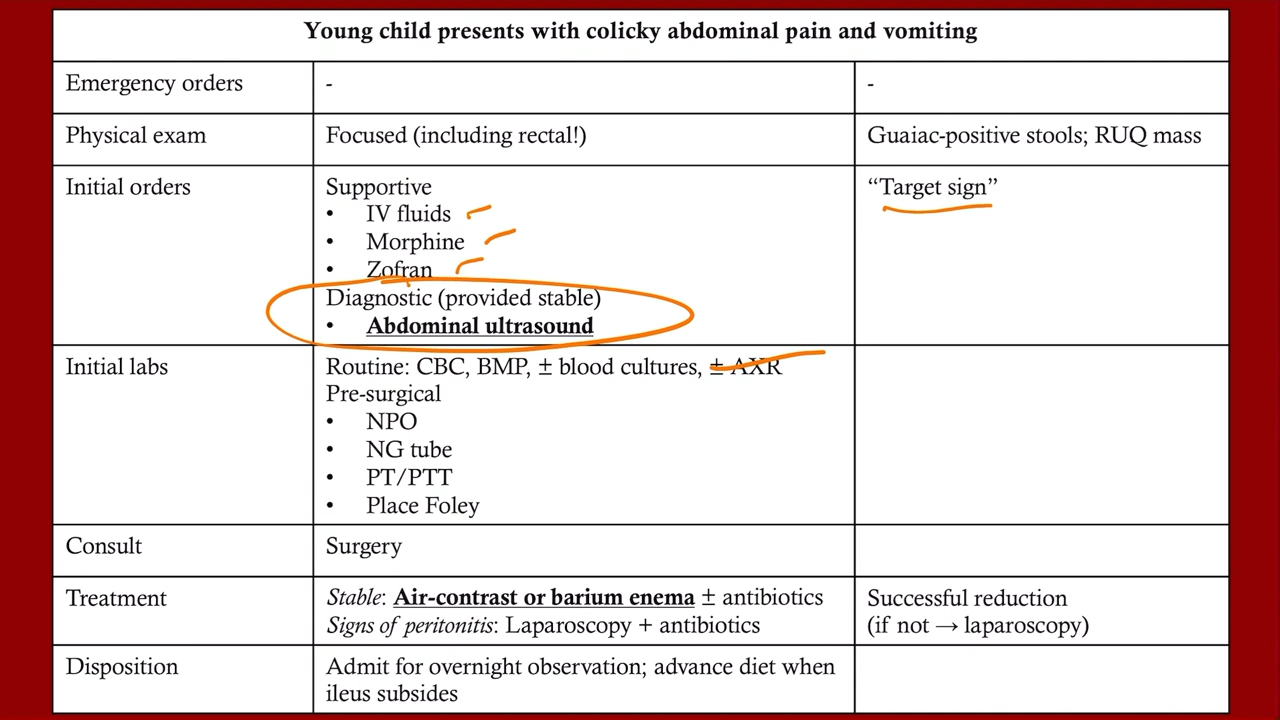 Young child presents with colicky abdominal pain and vomiting
Emergency orders - -
Physical exam Focused (including rectal!) Guaiac-positive stools; RUQ mass
Initial orders Supportive “Target sign”
• IV fluids
• Morphine
• Zofran
Diagnostic (provided stable)
• Abdominal ultrasound
Initial labs Routine: CBC, BMP, ± blood cultures, ± AXR
Pre-surgical
• NPO
• NG tube
• PT/PTT
• Place Foley
Consult Surgery
Treatment Stable: Air-contrast or barium enema ± antibiotics Successful reduction
Signs of peritonitis: Laparoscopy + antibiotics (if not → laparoscopy)
Disposition Admit for overnight observation; advance diet when
ileus subsides